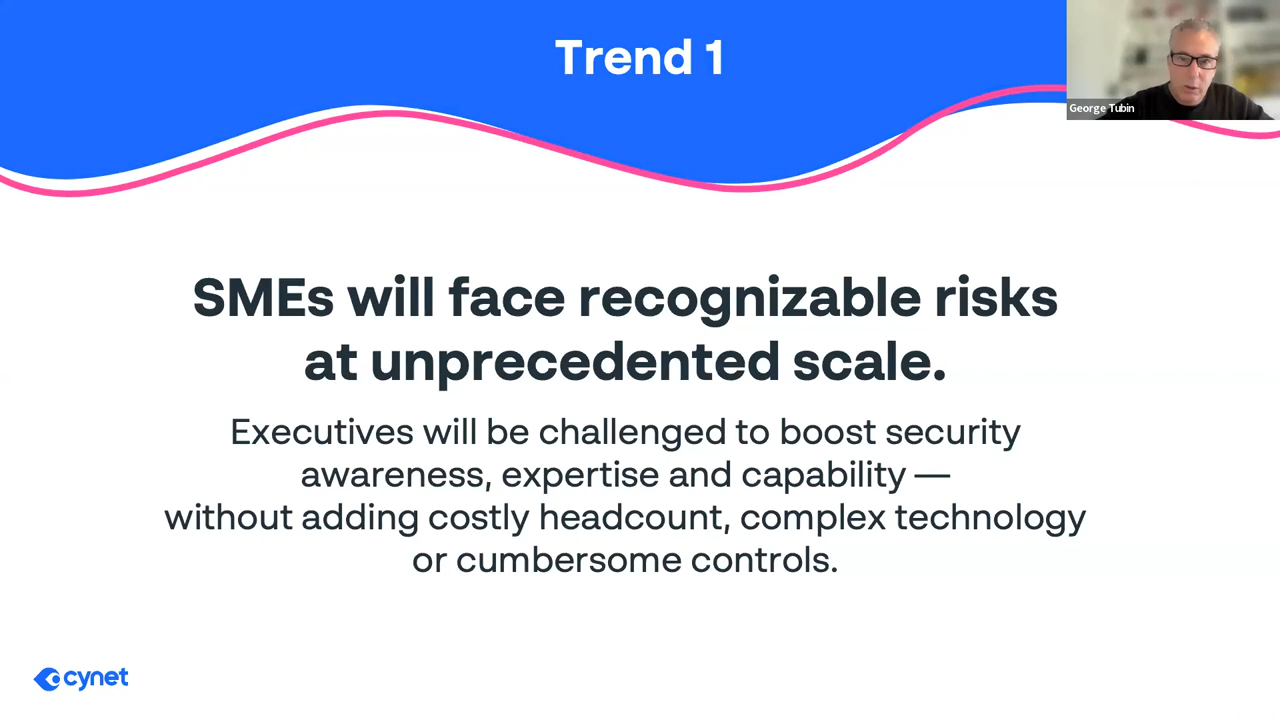 Trend 1
George Tubin
SMEs will face recognizable risks
at unprecedented scale.
Executives will be challenged to boost security
awareness, expertise and capability —
without adding costly headcount, complex technology
or cumbersome controls.
cynet